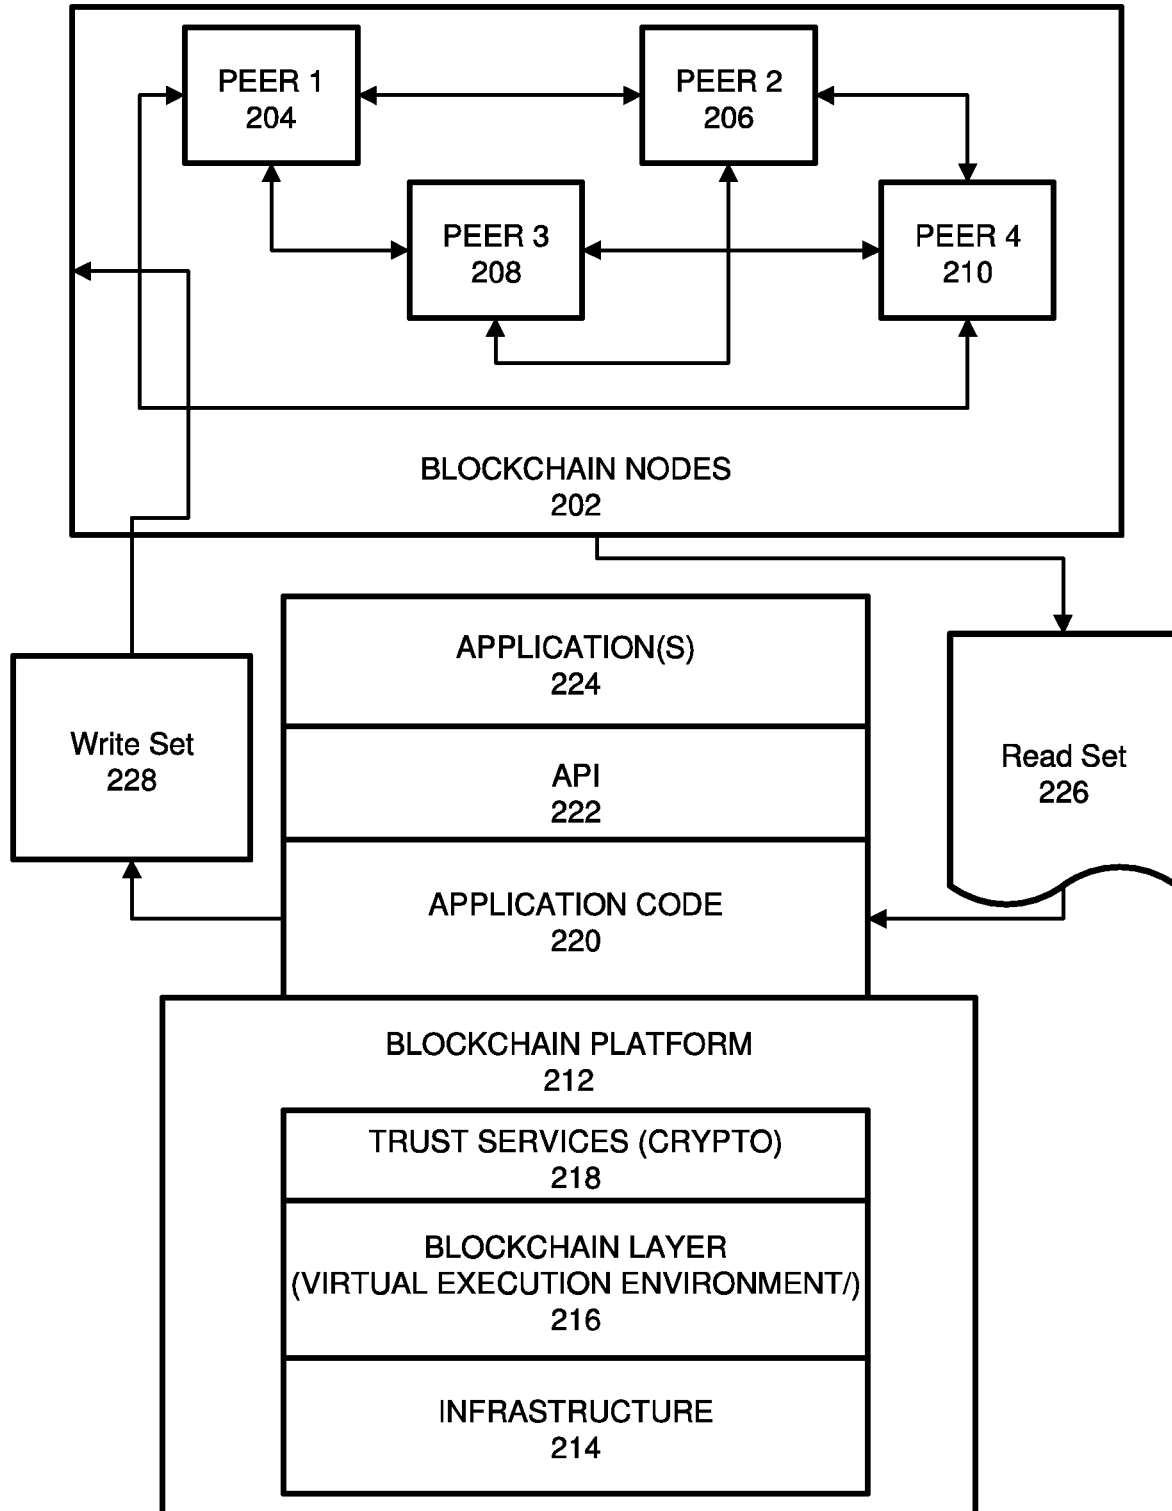 PEER 1
204
PEER 2
206
PEER 3
208
PEER 4
210
BLOCKCHAIN NODES
202
APPLICATION(S)
224
Write Set
228
API
222
Read Set
226
APPLICATION CODE
220
BLOCKCHAIN PLATFORM
212
TRUST SERVICES (CRYPTO)
218
BLOCKCHAIN LAYER
(VIRTUAL EXECUTION ENVIRONMENT/)
216
INFRASTRUCTURE
214